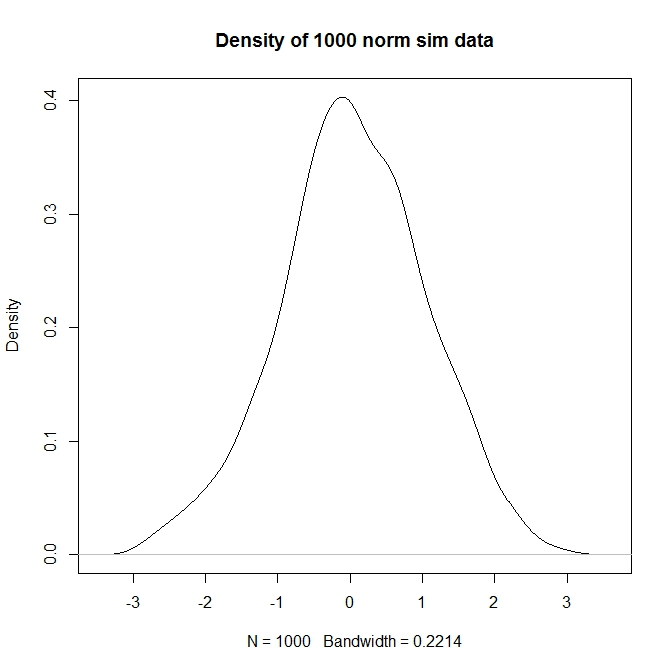 Density of 1000 norm sim data
Density
0.4
0.3
0.2
0.1
0.0
-3 -2 -1 0 1 2 3
N = 1000 Bandwidth = 0.2214